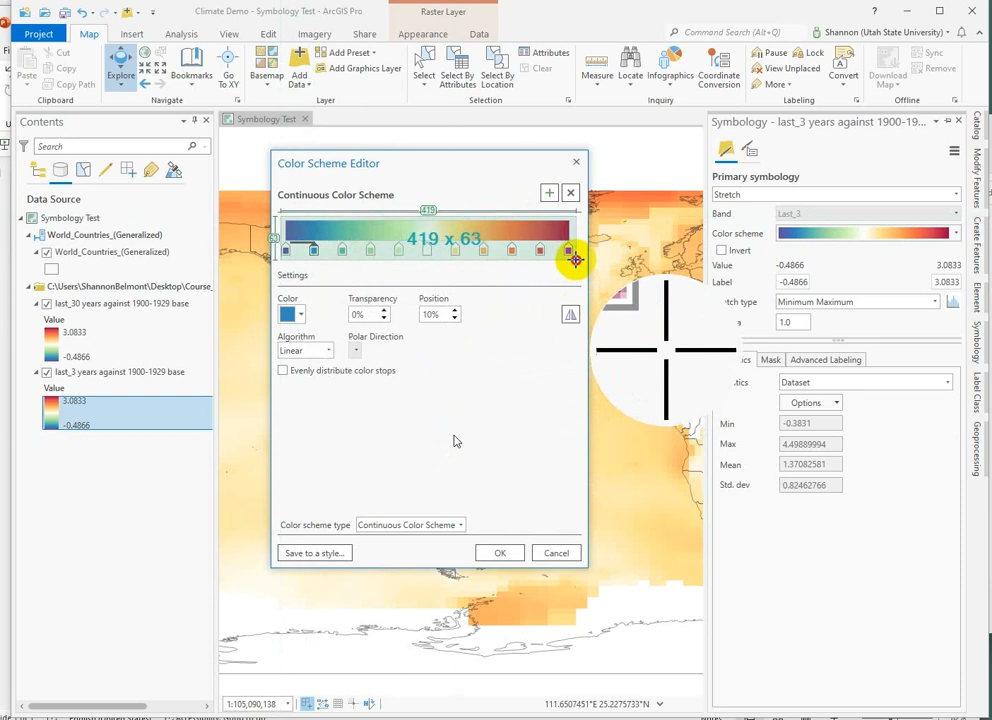 Climate Demo - Symbology Test - ArcGIS Pro
Raster Layer
?
Project Map Insert Analysis View Edit Imagery Share Appearance Data
Command Search (Alt+Q)
Shannon (Utah State University)
Paste
Cut
Copy
Copy Path
Clipboard
Explore
Bookmarks
Go To XY
Navigate
Basemap
Add Data
Add Preset
Add Graphics Layer
Layer
Select
Select By Attributes
Select By Location
Attributes
Clear
Selection
Measure
Locate
Infographics
Coordinate Conversion
Inquiry
Pause
Lock
View Unplaced
More
Labeling
Convert
Download Map
Sync
Remove
Offline
Contents
Search
Data Source
Symbology Test
World_Countries_(Generalized)
World_Countries_(Generalized)
C:\Users\ShannonBelmont\Desktop\Course_
last_30 years against 1900-1929 base
Value
3.0833
-0.4866
last_3 years against 1900-1929 base
Value
3.0833
-0.4866
Symbology Test
Color Scheme Editor
Continuous Color Scheme
419
63
419 x 63
Settings
Color
Transparency
Position
0%
10%
Algorithm
Polar Direction
Linear
Evenly distribute color stops
Color scheme type
Continuous Color Scheme
Save to a style...
OK
Cancel
1:105,090,138
111.6507451°E 25.2275733°N
Symbology - last_3 years against 1900-19...
Primary symbology
Stretch
Band
Last_3
Color scheme
Invert
Value
-0.4866
3.0833
Label
-0.4866
3.0833
tch type
Minimum Maximum
a
1.0
Mask
Advanced Labeling
Dataset
Options
Min
-0.3831
Max
4.49889994
Mean
1.37082581
Std. dev
0.82462766
Catalog
Modify Features
Create Features
Element
Symbology
Label Class
Geoprocessing